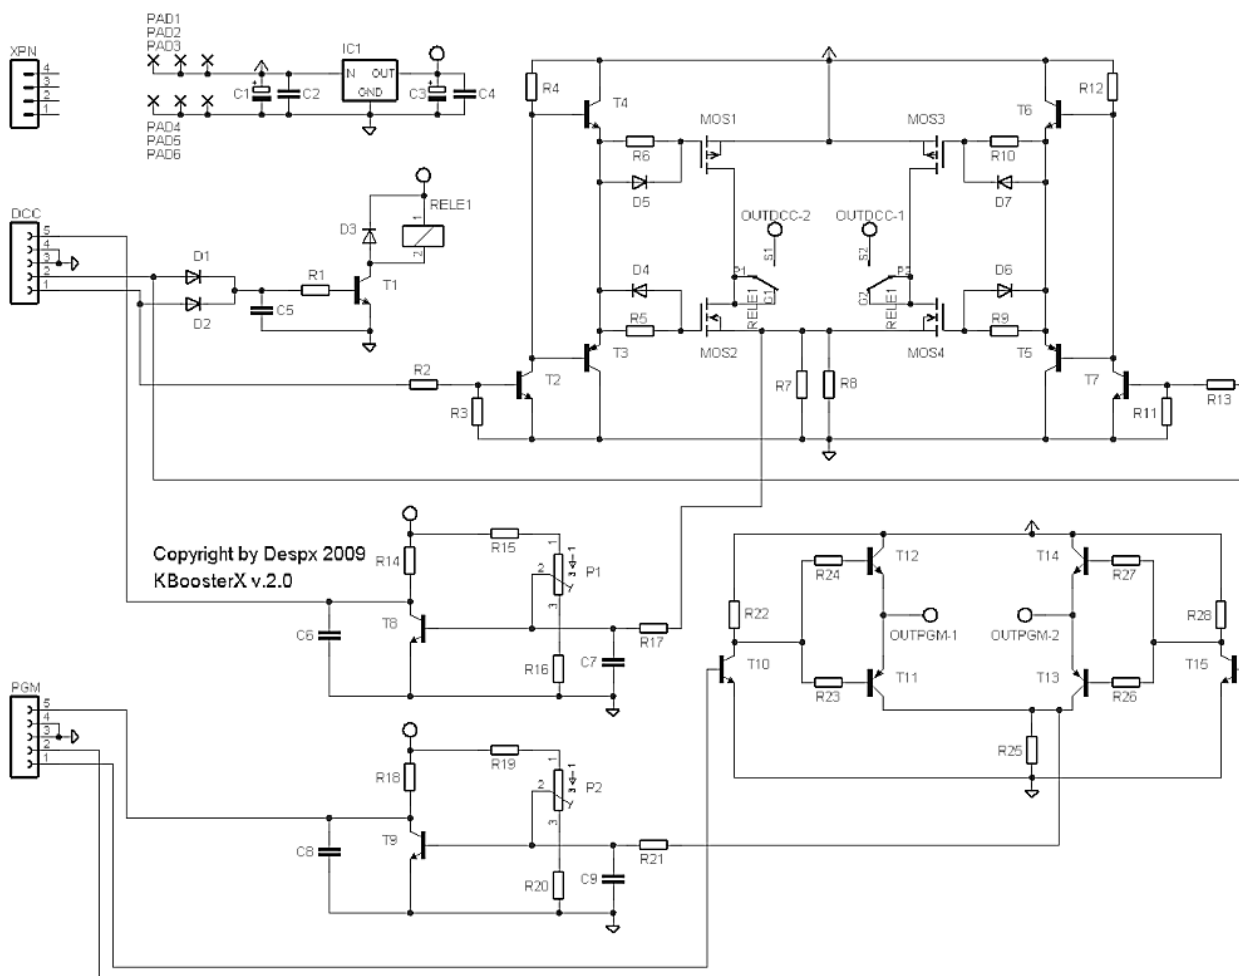 PAD1
PAD2
PAD3
XPN
4
3
2
1
IC1
IN OUT
GND
C1
+
C2
C3
+
C4
PAD4
PAD5
PAD6
R4
T4
T6
R12
MOS1
MOS3
R6
R10
D5
D7
DCC
5
4
3
2
1
D1
D2
R1
C5
D3
1
2
RELE1
T1
OUTDCC-2
OUTDCC-1
S1
S2
P1
P2
G1
G2
RELE1
RELE1
D4
D6
R5
R9
MOS2
MOS4
T3
T5
R2
R3
T2
R7
R8
T7
R11
R13
Copyright by Despx 2009
KBoosterX v.2.0
R14
R15
1
2
3
3
1
P1
C6
T8
R16
C7
R17
T12
T14
R24
R27
R22
R28
OUTPGM-1
OUTPGM-2
T10
T15
R23
T11
T13
R26
R25
PGM
5
4
3
2
1
R18
R19
1
2
3
3
1
P2
C8
T9
R20
C9
R21